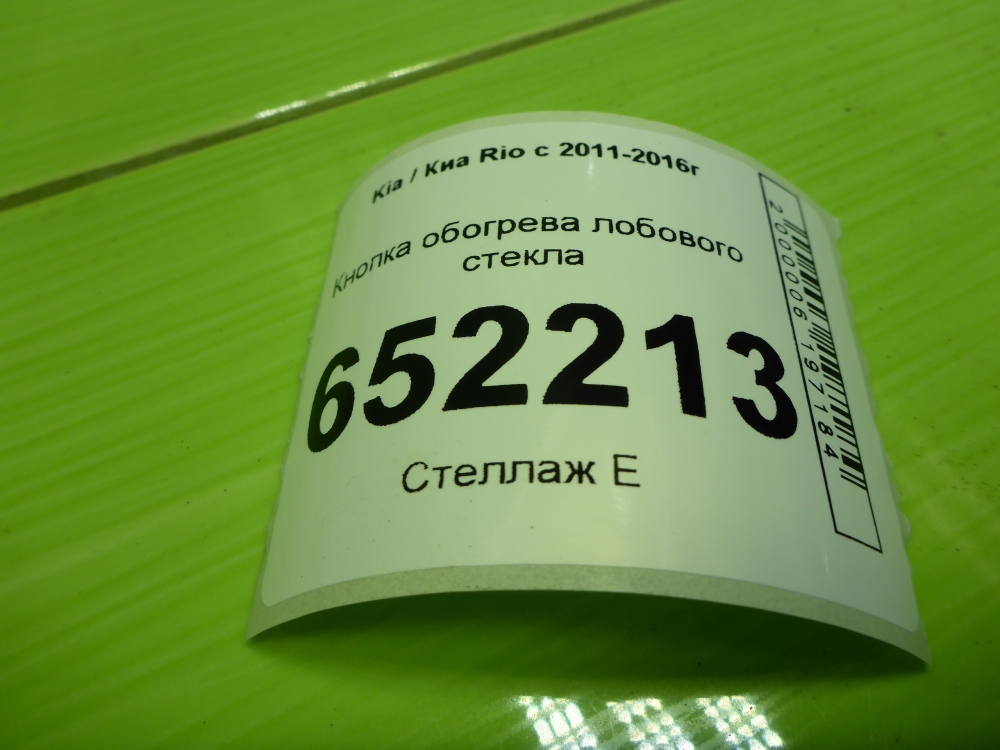 Kia / Киа Rio с 2011-2016г
Кнопка обогрева лобового
стекла
652213
Стеллаж Е
2000006197184